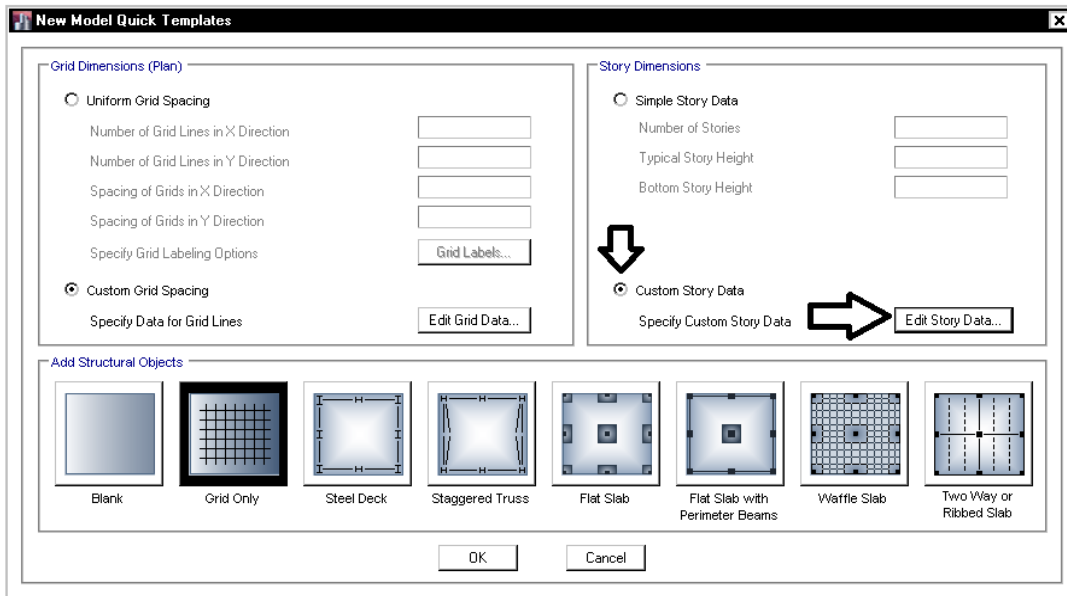 New Model Quick Templates
Grid Dimensions (Plan)
Uniform Grid Spacing
Number of Grid Lines in X Direction
Number of Grid Lines in Y Direction
Spacing of Grids in X Direction
Spacing of Grids in Y Direction
Specify Grid Labeling Options
Grid Labels...
Custom Grid Spacing
Specify Data for Grid Lines
Edit Grid Data...
Story Dimensions
Simple Story Data
Number of Stories
Typical Story Height
Bottom Story Height
Custom Story Data
Specify Custom Story Data
Edit Story Data...
Add Structural Objects
Blank
Grid Only
Steel Deck
Staggered Truss
Flat Slab
Flat Slab with
Perimeter Beams
Waffle Slab
Two Way or
Ribbed Slab
OK
Cancel